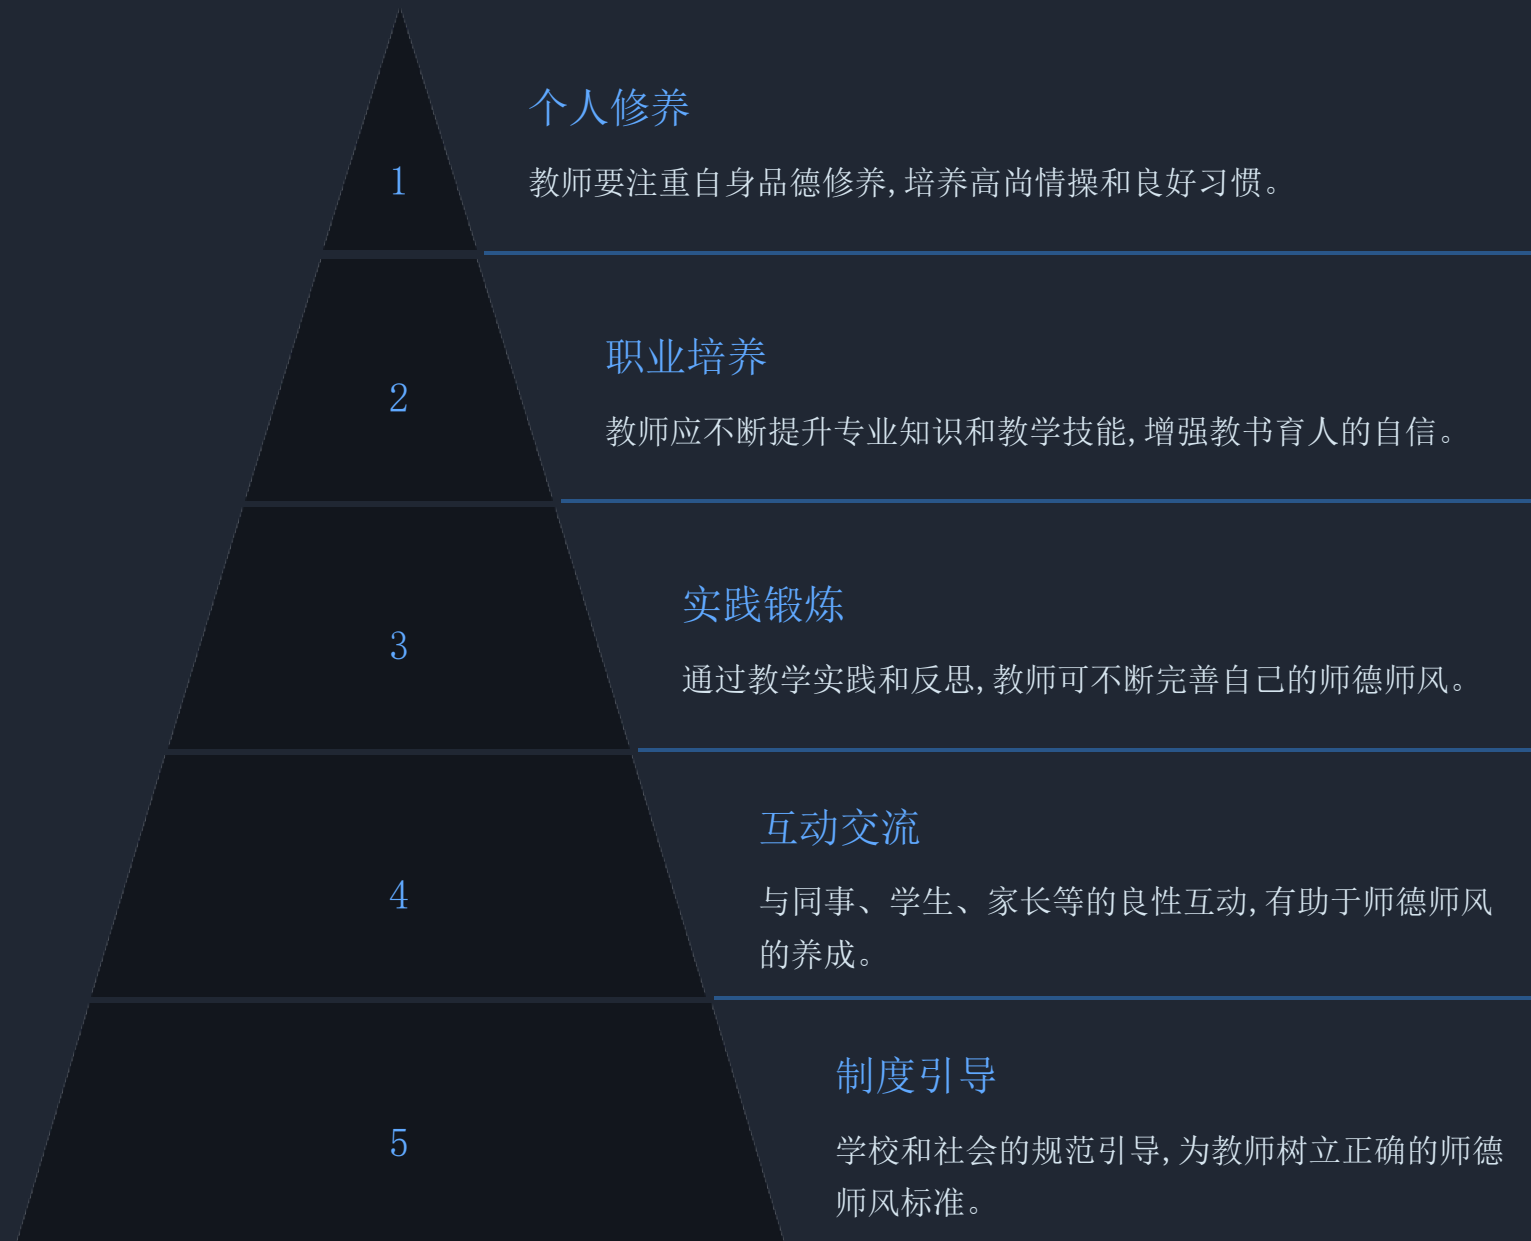 个人修养
1
教师要注重自身品德修养,培养高尚情操和良好习惯。
职业培养
2
教师应不断提升专业知识和教学技能,增强教书育人的自信。
实践锻炼
3
通过教学实践和反思,教师可不断完善自己的师德师风。
互动交流
4
与同事、学生、家长等的良性互动,有助于师德师风
的养成。
制度引导
5
学校和社会的规范引导,为教师树立正确的师德
师风标准。